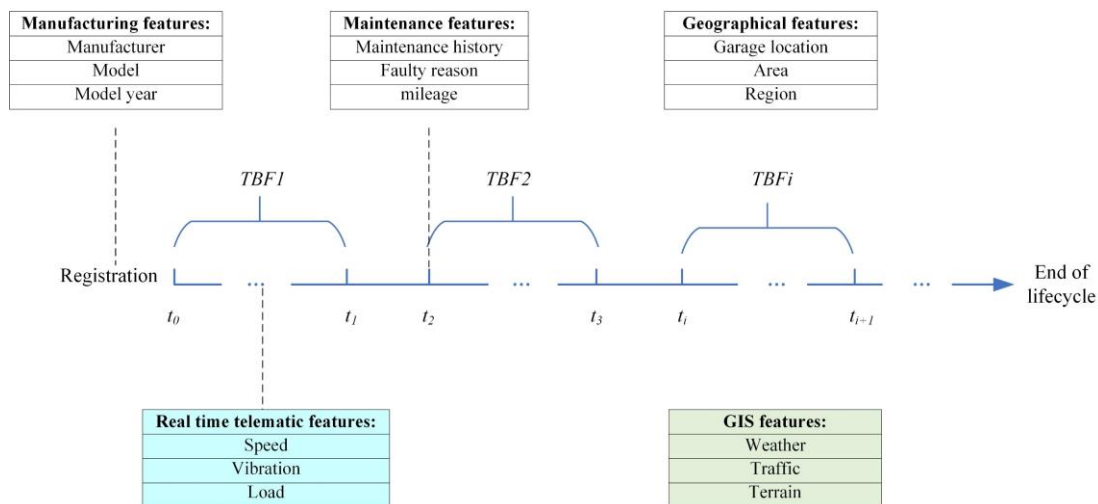 Manufacturing features:
Manufacturer
Model
Model year
Maintenance features:
Maintenance history
Faulty reason
mileage
Geographical features:
Garage location
Area
Region
TBF1
TBF2
TBFi
Registration
...
...
...
...
End of
lifecycle
t0
t1
t2
t3
ti
ti+1
Real time telematic features:
Speed
Vibration
Load
GIS features:
Weather
Traffic
Terrain